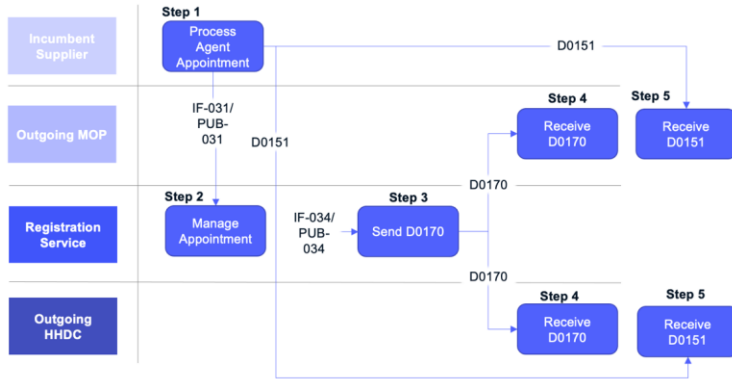 Step 1
Incumbent
Supplier
Process
Agent
Appointment
D0151
IF-031/
PUB-
031
D0151
Step 4
Step 5
Outgoing MOP
Receive
D0170
Receive
D0151
D0170
Step 2
Step 3
Registration
Service
Manage
Appointment
IF-034/
PUB-
034
Send D0170
D0170
Step 4
Step 5
Outgoing
HHDC
Receive
D0170
Receive
D0151